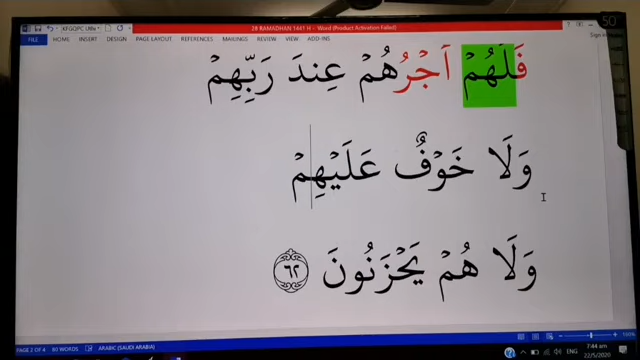 28 RAMADHAN 1441 H - Word (Product Activation Failed)
FILE HOME INSERT DESIGN PAGE LAYOUT REFERENCES MAILINGS REVIEW VIEW ADD-INS
فَلَهُمْ أَجْرُهُمْ عِندَ رَبِّهِمْ
وَلَا خَوْفٌ عَلَيْهِمْ
وَلَا هُمْ يَحْزَنُونَ ٦٢
PAGE 2 OF 4 80 WORDS ARABIC (SAUDI ARABIA)
ENG 7:44 am
22/5/2020